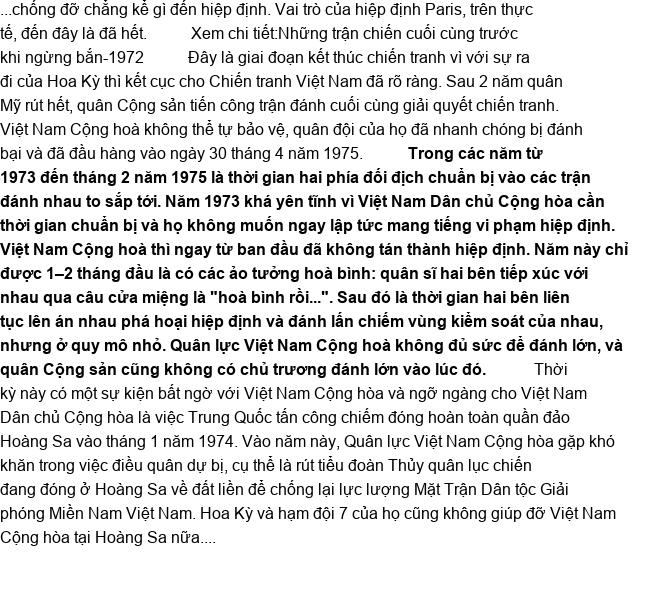 ...chống đỡ chẳng kể gì đến hiệp định. Vai trò của hiệp định Paris, trên thực
tế, đến đây là đã hết. Xem chi tiết:Những trận chiến cuối cùng trước
khi ngừng bắn-1972 Đây là giai đoạn kết thúc chiến tranh vì với sự ra
đi của Hoa Kỳ thì kết cục cho Chiến tranh Việt Nam đã rõ ràng. Sau 2 năm quân
Mỹ rút hết, quân Cộng sản tiến công trận đánh cuối cùng giải quyết chiến tranh.
Việt Nam Cộng hoà không thể tự bảo vệ, quân đội của họ đã nhanh chóng bị đánh
bại và đã đầu hàng vào ngày 30 tháng 4 năm 1975. Trong các năm từ
1973 đến tháng 2 năm 1975 là thời gian hai phía đối địch chuẩn bị vào các trận
đánh nhau to sắp tới. Năm 1973 khá yên tĩnh vì Việt Nam Dân chủ Cộng hòa cần
thời gian chuẩn bị và họ không muốn ngay lập tức mang tiếng vi phạm hiệp định.
Việt Nam Cộng hoà thì ngay từ ban đầu đã không tán thành hiệp định. Năm này chỉ
được 1–2 tháng đầu là có các ảo tưởng hoà bình: quân sĩ hai bên tiếp xúc với
nhau qua câu cửa miệng là "hoà bình rồi...". Sau đó là thời gian hai bên liên
tục lên án nhau phá hoại hiệp định và đánh lấn chiếm vùng kiểm soát của nhau,
nhưng ở quy mô nhỏ. Quân lực Việt Nam Cộng hoà không đủ sức để đánh lớn, và
quân Cộng sản cũng không có chủ trương đánh lớn vào lúc đó. Thời
kỳ này có một sự kiện bất ngờ với Việt Nam Cộng hòa và ngỡ ngàng cho Việt Nam
Dân chủ Cộng hòa là việc Trung Quốc tấn công chiếm đóng hoàn toàn quần đảo
Hoàng Sa vào tháng 1 năm 1974. Vào năm này, Quân lực Việt Nam Cộng hòa gặp khó
khăn trong việc điều quân dự bị, cụ thể là rút tiểu đoàn Thủy quân lục chiến
đang đóng ở Hoàng Sa về đất liền để chống lại lực lượng Mặt Trận Dân tộc Giải
phóng Miền Nam Việt Nam. Hoa Kỳ và hạm đội 7 của họ cũng không giúp đỡ Việt Nam
Cộng hòa tại Hoàng Sa nữa....